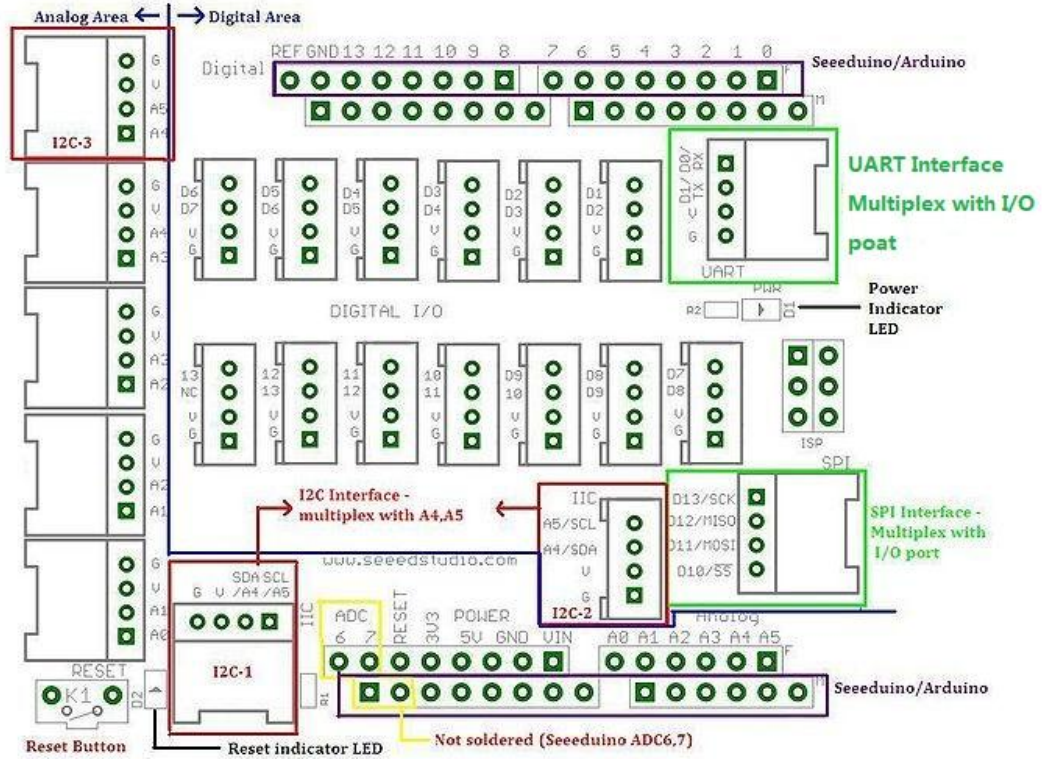 Analog Area Digital Area
REF GND 13 12 11 10 9 8 7 6 5 4 3 2 1 0
Digital
F
Seeeduino/Arduino
M
G
V
A5
A4
I2C-3
G
V
A4
A3
G
V
A3
A2
G
V
A2
A1
G
V
A1
A0
D6
D7
V
G
D5
D6
V
G
D4
D5
V
G
D3
D4
V
G
D2
D3
V
G
D1
D2
V
G
D1/D0/
TX RX
V
G
UART
UART Interface
Multiplex with I/O
poat
PWR
R2
D1
Power
Indicator
LED
DIGITAL I/O
13
NC
V
G
12
13
V
G
11
12
V
G
10
11
V
G
D9
10
V
G
D8
D9
V
G
D7
D8
V
G
ISP
SPI
D13/SCK
D12/MISO
D11/MOSI
D10/SS
SPI Interface -
Multiplex with
I/O port
I2C Interface -
multiplex with A4,A5
IIC
A5/SCL
A4/SDA
V
G
I2C-2
www.seeedstudio.com
SDA SCL
G V /A4 /A5
IIC
I2C-1
ADC
6 7
RESET
3V3
POWER
5V GND VIN
Analog
A0 A1 A2 A3 A4 A5
F
M
Seeeduino/Arduino
RESET
K1
D2
R1
Reset Button
Reset indicator LED
Not soldered (Seeeduino ADC6,7)